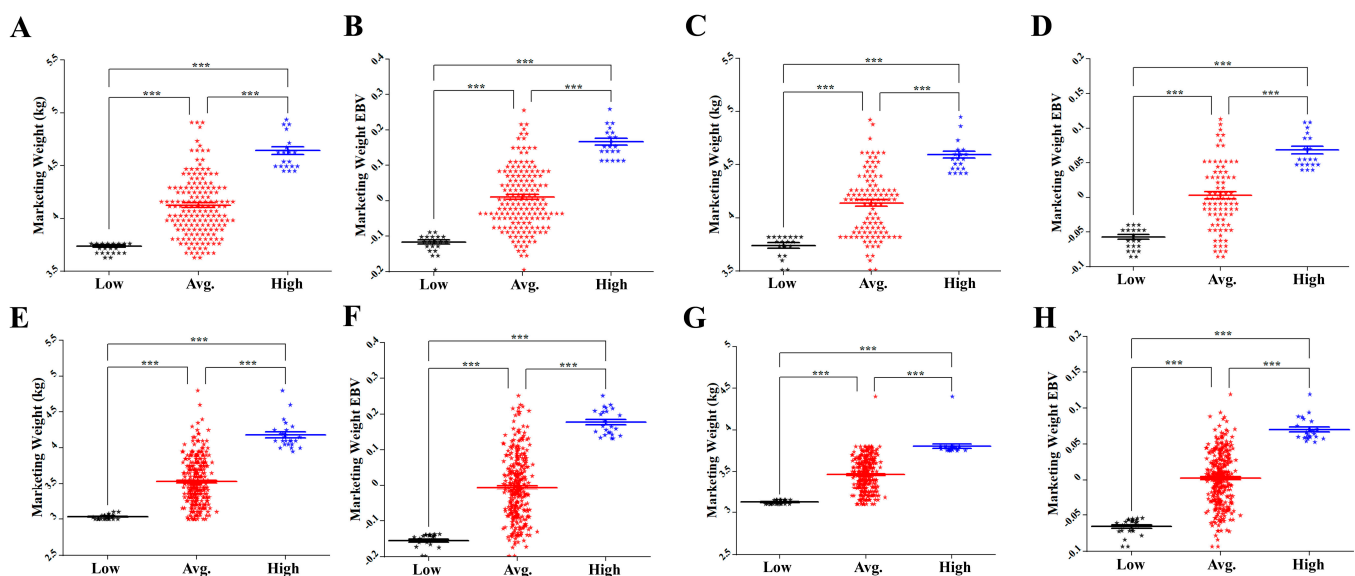 A
Marketing Weight (kg)
5.5
5
4.5
4
3.5
***
***
***
Low
Avg.
High
B
Marketing Weight EBV
0.4
0.3
0.2
0.1
0
-0.1
-0.2
***
***
***
Low
Avg.
High
C
Marketing Weight (kg)
5.5
5
4.5
4
3.5
***
***
***
Low
Avg.
High
D
Marketing Weight EBV
0.2
0.15
0.1
0.05
0
-0.05
-0.1
***
***
***
Low
Avg.
High
E
Marketing Weight (kg)
5.5
5
4.5
4
3.5
3
2.5
***
***
***
Low
Avg.
High
F
Marketing Weight EBV
0.4
0.3
0.2
0.1
0
-0.1
-0.2
***
***
***
Low
Avg.
High
G
Marketing Weight (kg)
5
4.5
4
3.5
3
2.5
***
***
***
Low
Avg.
High
H
Marketing Weight EBV
0.2
0.15
0.1
0.05
0
-0.05
-0.1
***
***
***
Low
Avg.
High